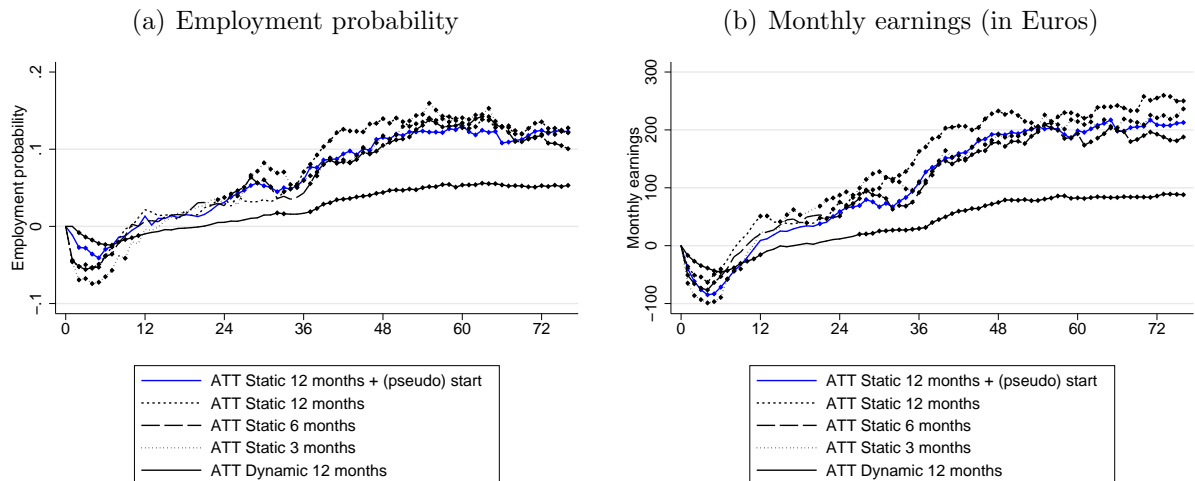 (a) Employment probability
.2
.1
0
−.1
Employment probability
0 12 24 36 48 60 72
ATT Static 12 months + (pseudo) start
ATT Static 12 months
ATT Static 6 months
ATT Static 3 months
ATT Dynamic 12 months
(b) Monthly earnings (in Euros)
300
200
100
0
−100
Monthly earnings
0 12 24 36 48 60 72
ATT Static 12 months + (pseudo) start
ATT Static 12 months
ATT Static 6 months
ATT Static 3 months
ATT Dynamic 12 months